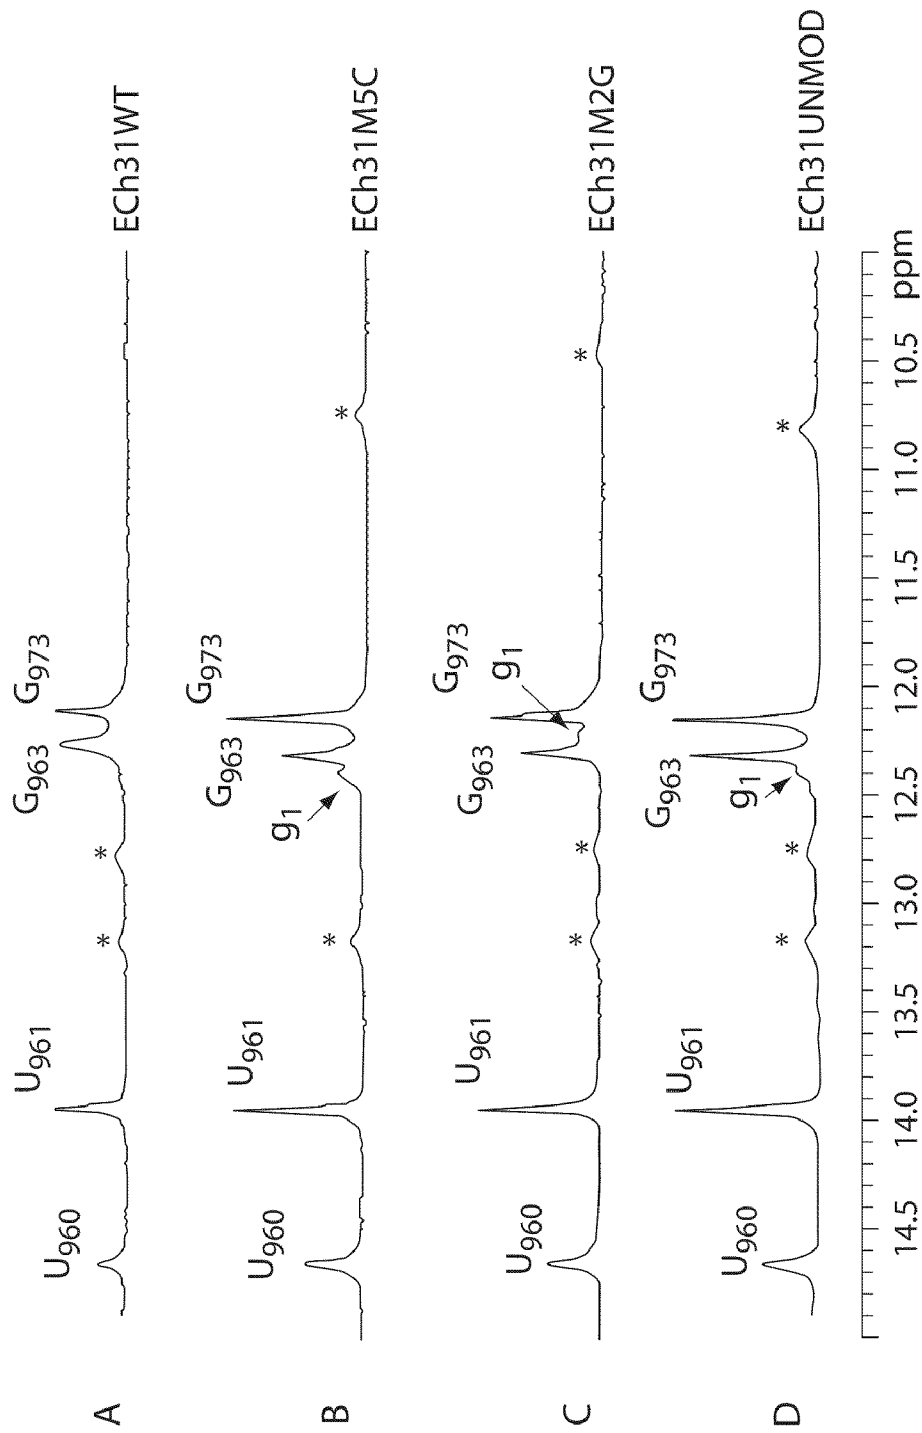 A
U960
U961
*
*
G963
G973
ECh31WT
B
U960
U961
*
g1
G963
G973
*
ECh31M5C
C
U960
U961
*
*
G963
g1
G973
*
ECh31M2G
D
U960
U961
*
*
g1
G963
G973
*
ECh31UNMOD
14.5 14.0 13.5 13.0 12.5 12.0 11.5 11.0 10.5 ppm